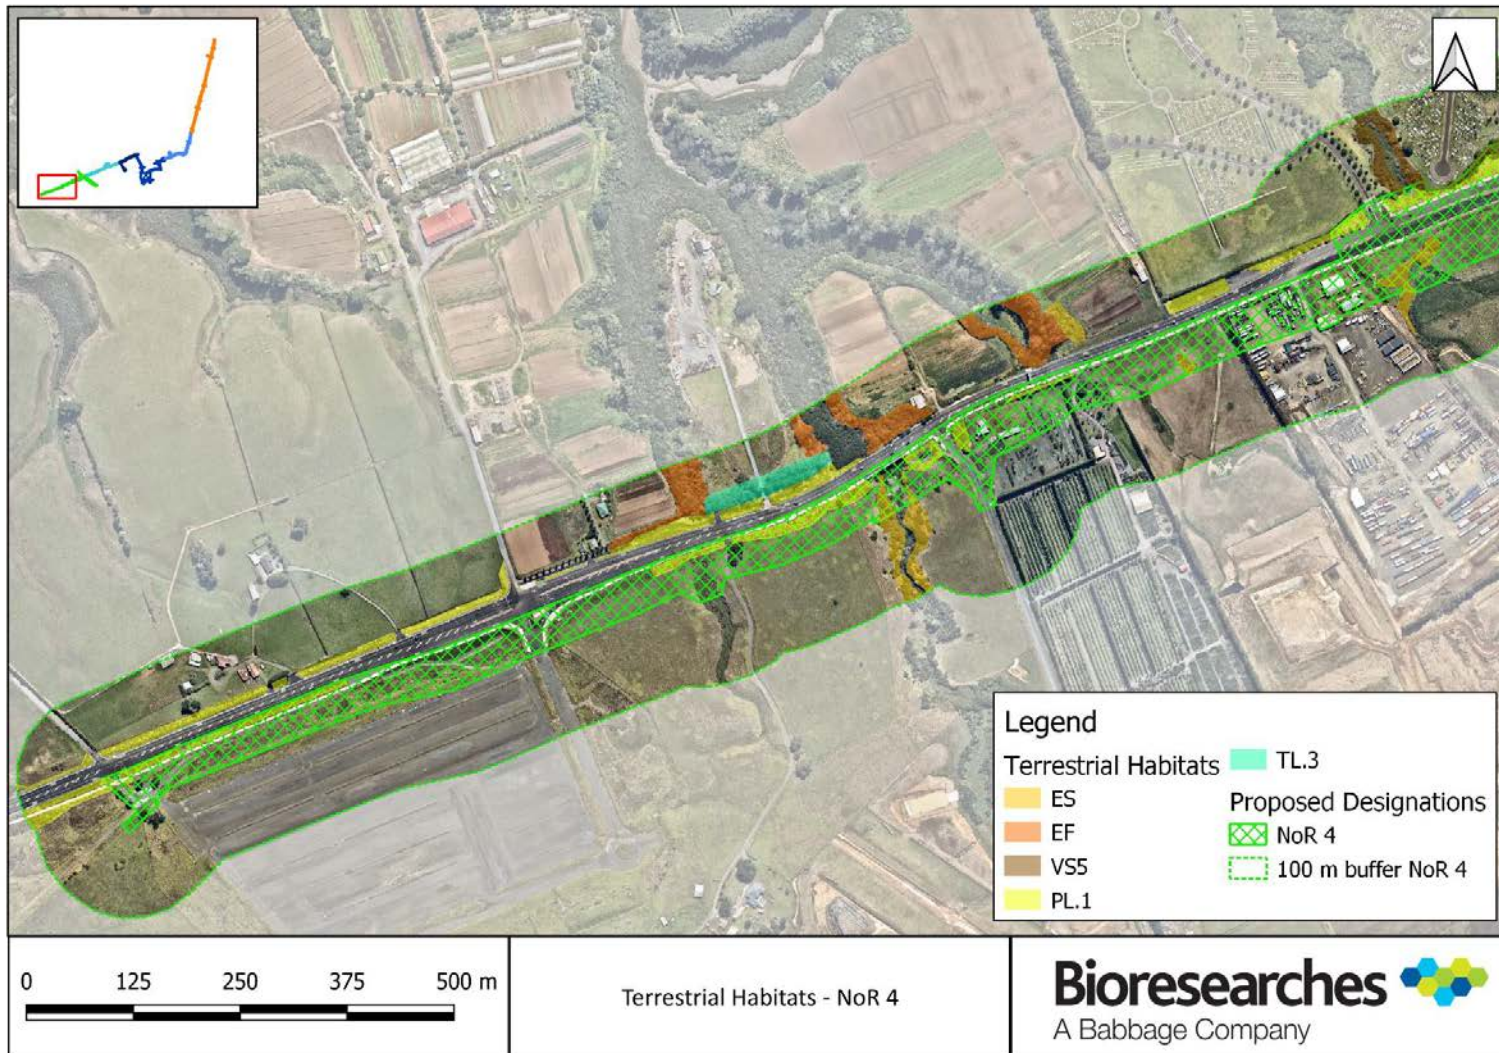 Legend
Terrestrial Habitats
ES
EF
VS5
PL.1
TL.3
Proposed Designations
NoR 4
100 m buffer NoR 4
0 125 250 375 500 m
Terrestrial Habitats - NoR 4
Bioresearches
A Babbage Company